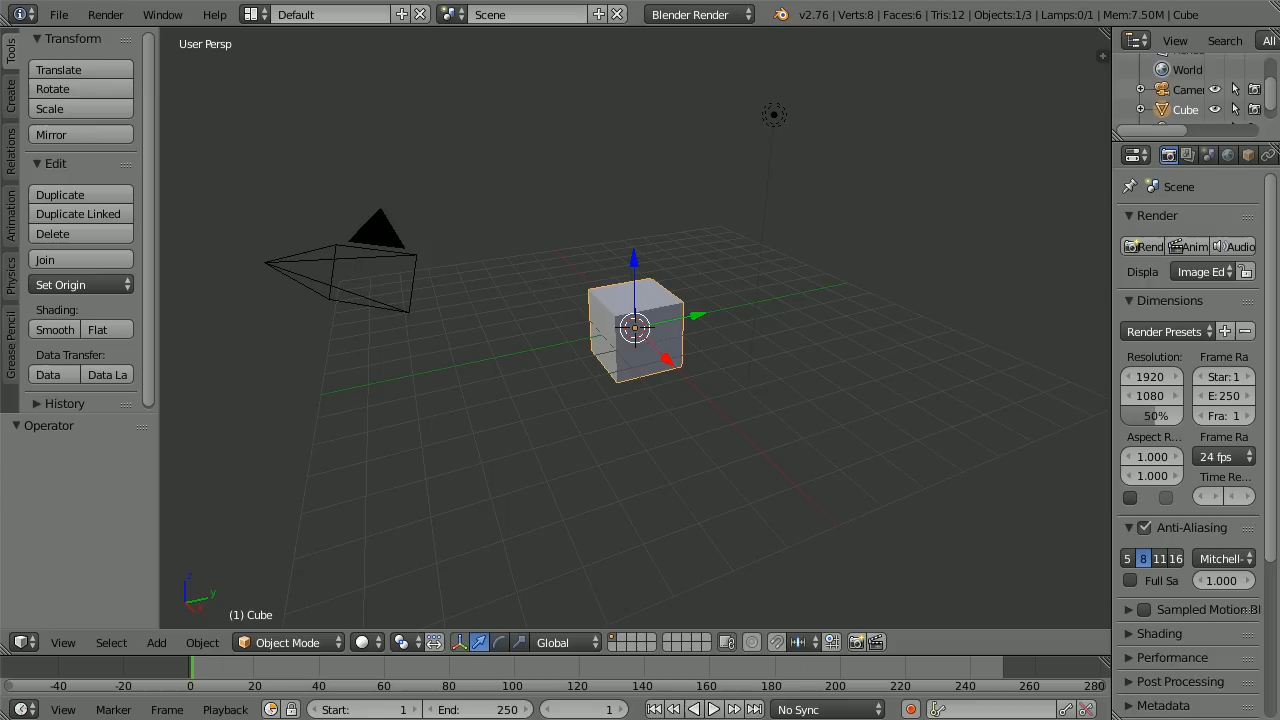 File Render Window Help Default Scene Blender Render v2.76 | Verts:8 | Faces:6 | Tris:12 | Objects:1/3 | Lamps:0/1 | Mem:7.50M | Cube
Tools
Create
Relations
Animation
Physics
Grease Pencil
Transform
Translate
Rotate
Scale
Mirror
Edit
Duplicate
Duplicate Linked
Delete
Join
Set Origin
Shading:
Smooth Flat
Data Transfer:
Data Data La
History
Operator
User Persp
z
y
x
(1) Cube
View Select Add Object Object Mode Global
View Search All
World
Camer
Cube
Scene
Render
Rend Anim Audio
Displa Image Ed
Dimensions
Render Presets
Resolution: Frame Ra
1920 Star: 1
1080 E: 250
50% Fra: 1
Aspect R... Frame Ra
1.000 24 fps
1.000 Time Re...
Anti-Aliasing
5 8 11 16 Mitchell-
Full Sa 1.000
Sampled Motion Bl
Shading
Performance
Post Processing
Metadata
-40 -20 0 20 40 60 80 100 120 140 160 180 200 220 240 260 280
View Marker Frame Playback Start: 1 End: 250 1 No Sync